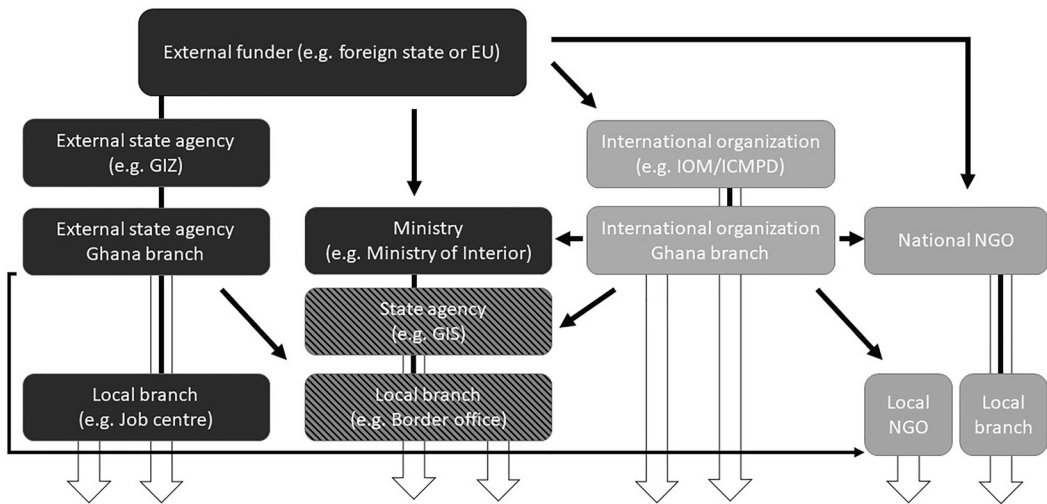 External funder (e.g. foreign state or EU)
External state agency
(e.g. GIZ)
International organization
(e.g. IOM/ICMPD)
External state agency
Ghana branch
Ministry
(e.g. Ministry of Interior)
International organization
Ghana branch
National NGO
State agency
(e.g. GIS)
Local branch
(e.g. Job centre)
Local branch
(e.g. Border office)
Local
NGO
Local
branch